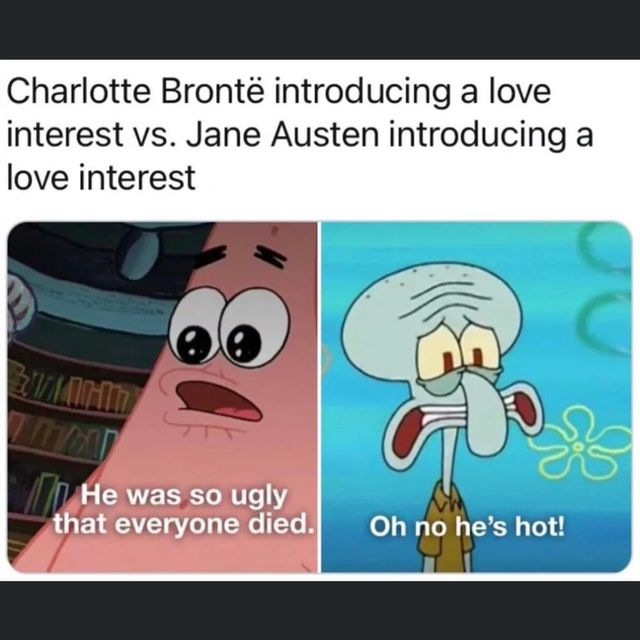 Charlotte Brontë introducing a love
interest vs. Jane Austen introducing a
love interest
He was so ugly
that everyone died.
Oh no he's hot!